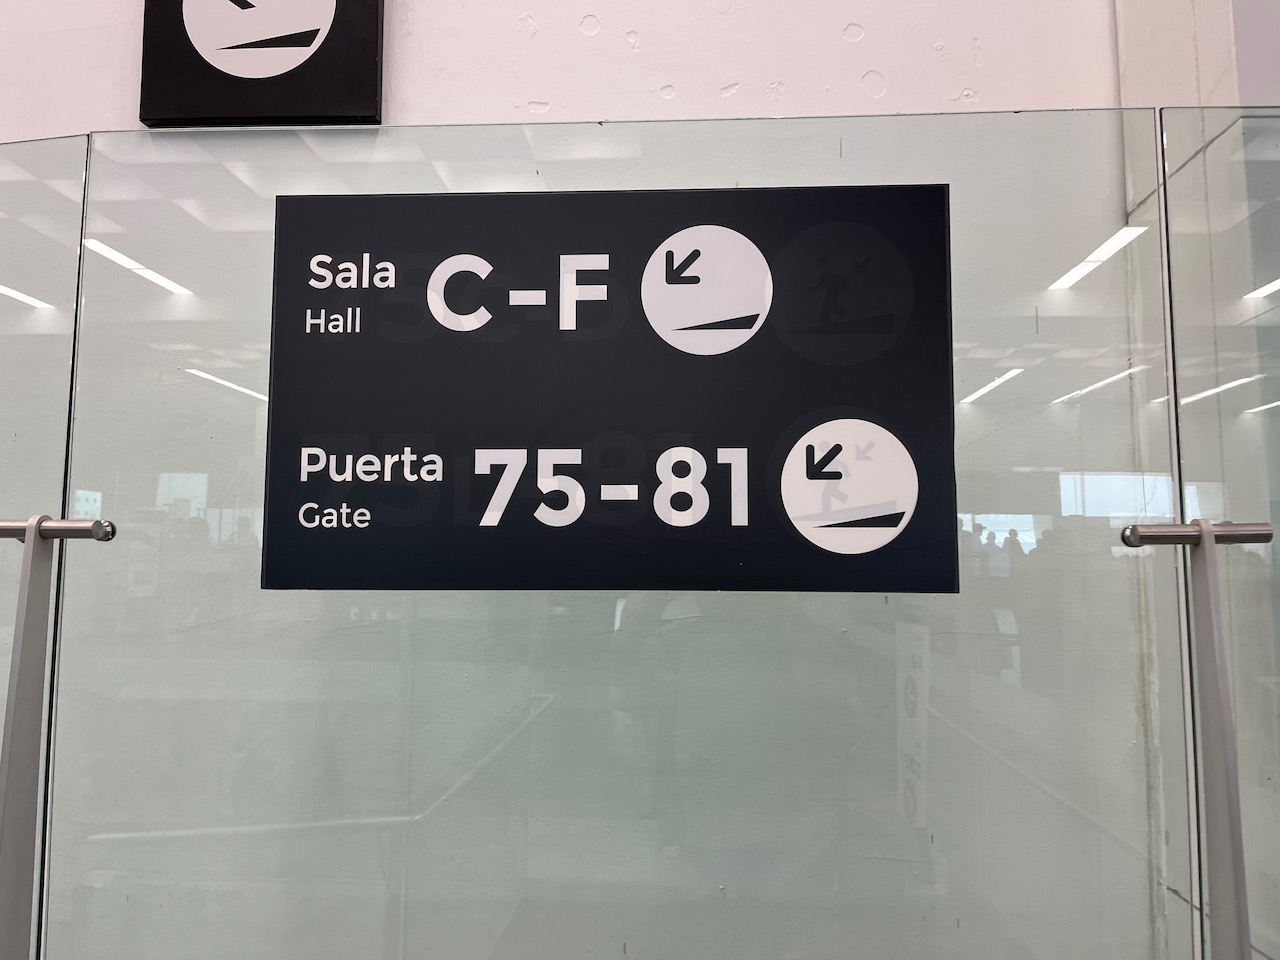 Sala C-F
Hall
Puerta 75-81
Gate